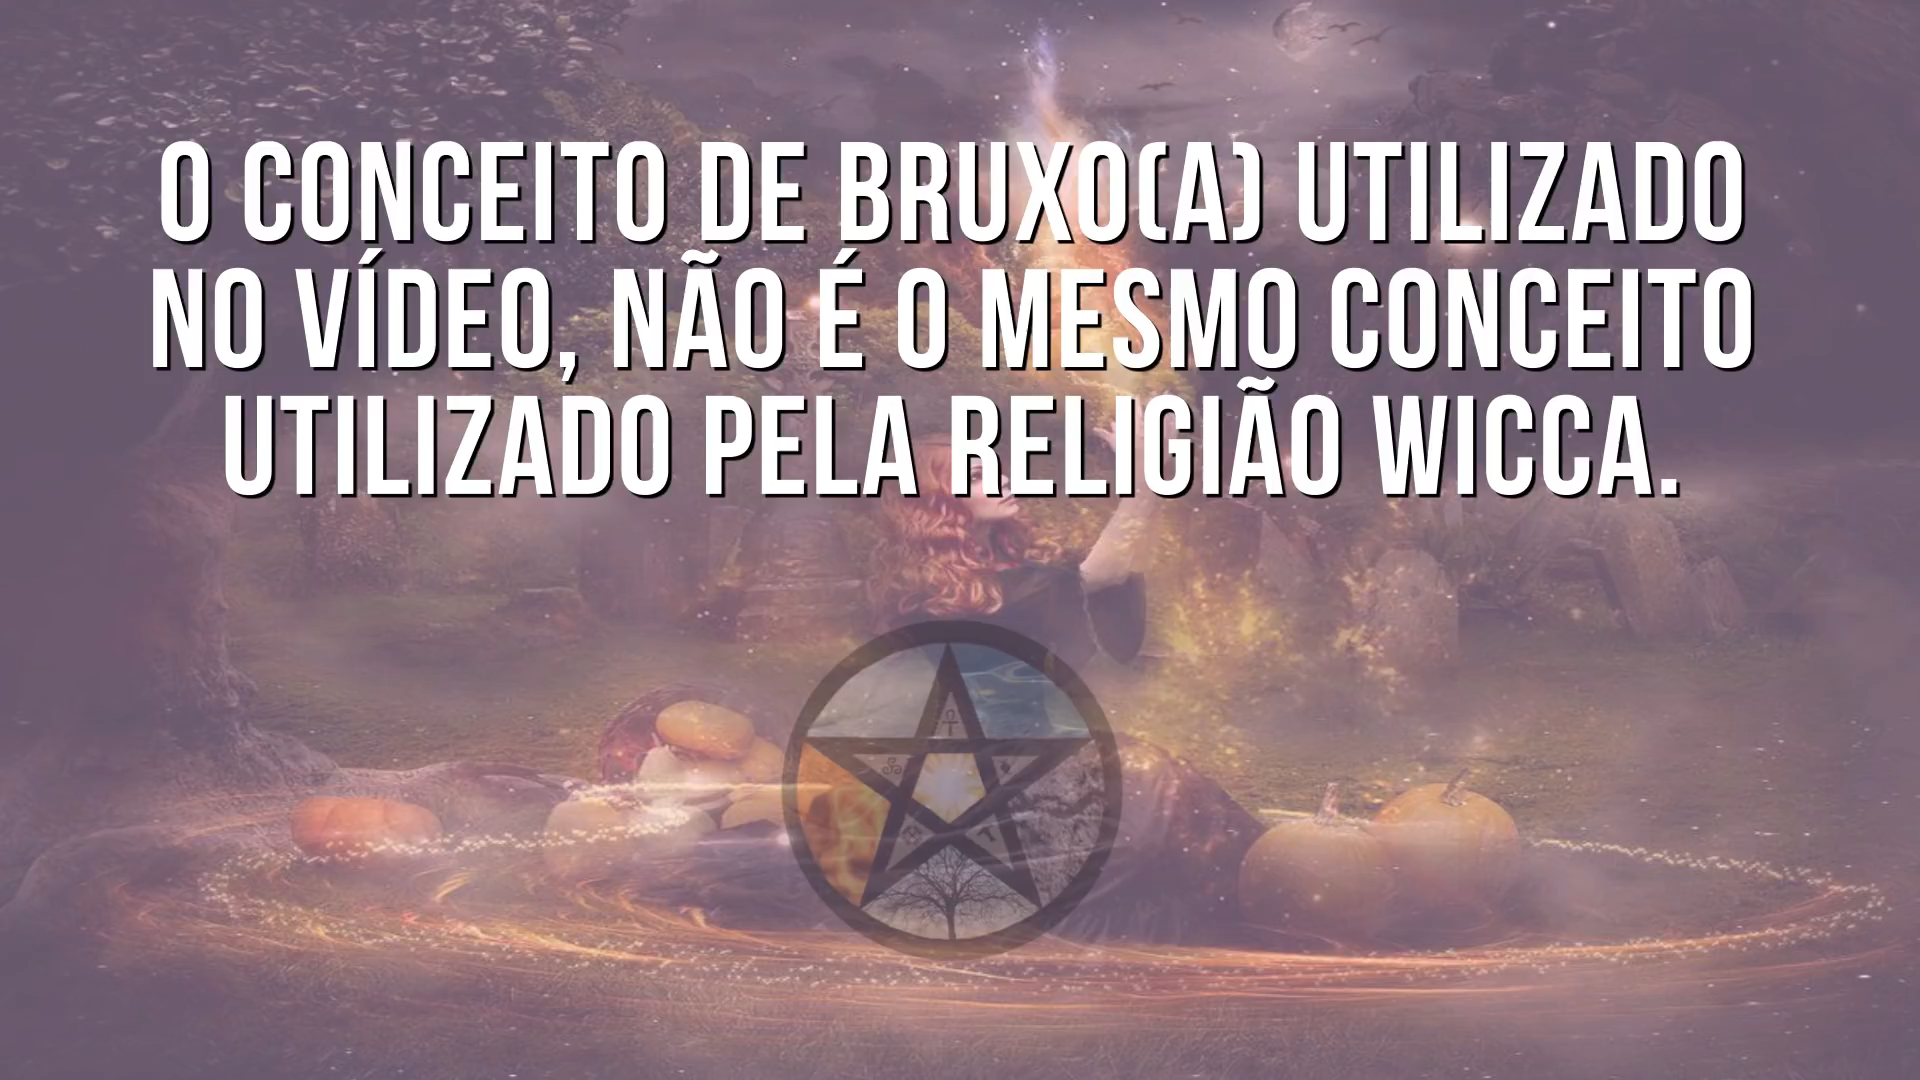 O CONCEITO DE BRUXO(A) UTILIZADO
NO VÍDEO, NÃO É O MESMO CONCEITO
UTILIZADO PELA RELIGIÃO WICCA.